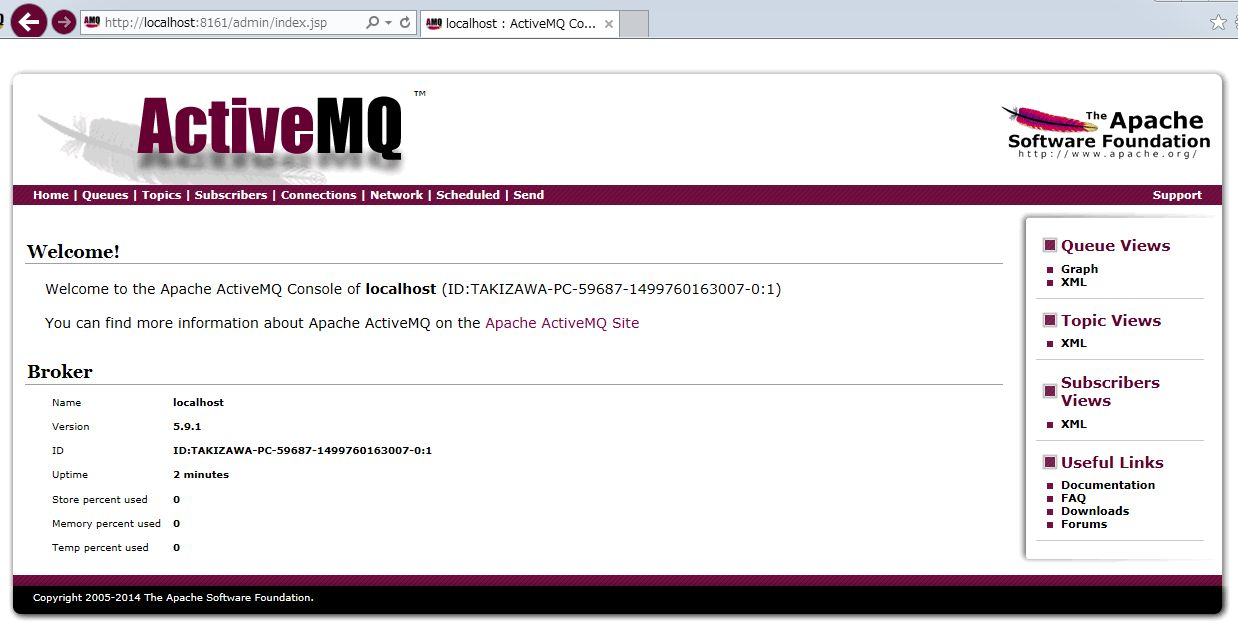 http://localhost:8161/admin/index.jsp
AMQ localhost : ActiveMQ Co...
ActiveMQ ™
The Apache
Software Foundation
http://www.apache.org/
Home | Queues | Topics | Subscribers | Connections | Network | Scheduled | Send
Support
Welcome!
Welcome to the Apache ActiveMQ Console of localhost (ID:TAKIZAWA-PC-59687-1499760163007-0:1)
You can find more information about Apache ActiveMQ on the Apache ActiveMQ Site
Broker
Name localhost
Version 5.9.1
ID ID:TAKIZAWA-PC-59687-1499760163007-0:1
Uptime 2 minutes
Store percent used 0
Memory percent used 0
Temp percent used 0
Queue Views
Graph
XML
Topic Views
XML
Subscribers
Views
XML
Useful Links
Documentation
FAQ
Downloads
Forums
Copyright 2005-2014 The Apache Software Foundation.